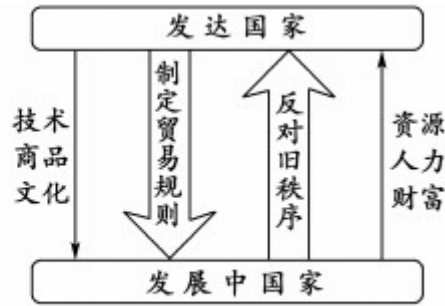 发达国家
技术
商品
文化
制定贸易规则
反对旧秩序
资源
人力
财富
发展中国家